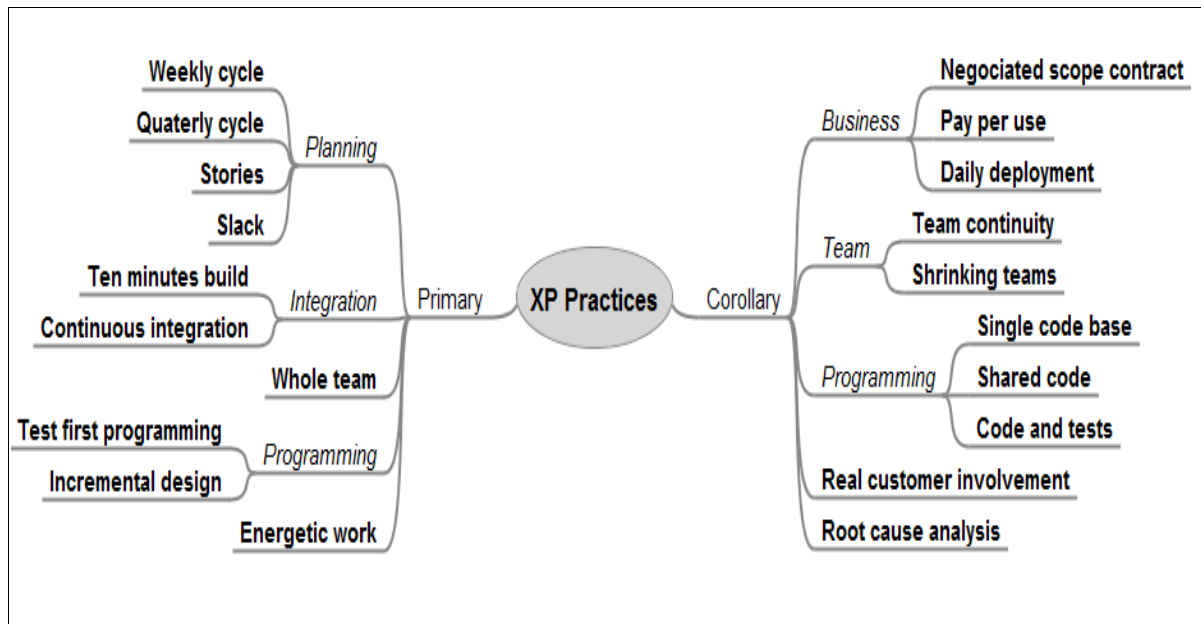 Weekly cycle
Quaterly cycle
Planning
Stories
Slack
Ten minutes build
Integration
Continuous integration
Primary
Whole team
Test first programming
Programming
Incremental design
Energetic work
XP Practices
Corollary
Negociated scope contract
Business
Pay per use
Daily deployment
Team continuity
Team
Shrinking teams
Single code base
Programming
Shared code
Code and tests
Real customer involvement
Root cause analysis